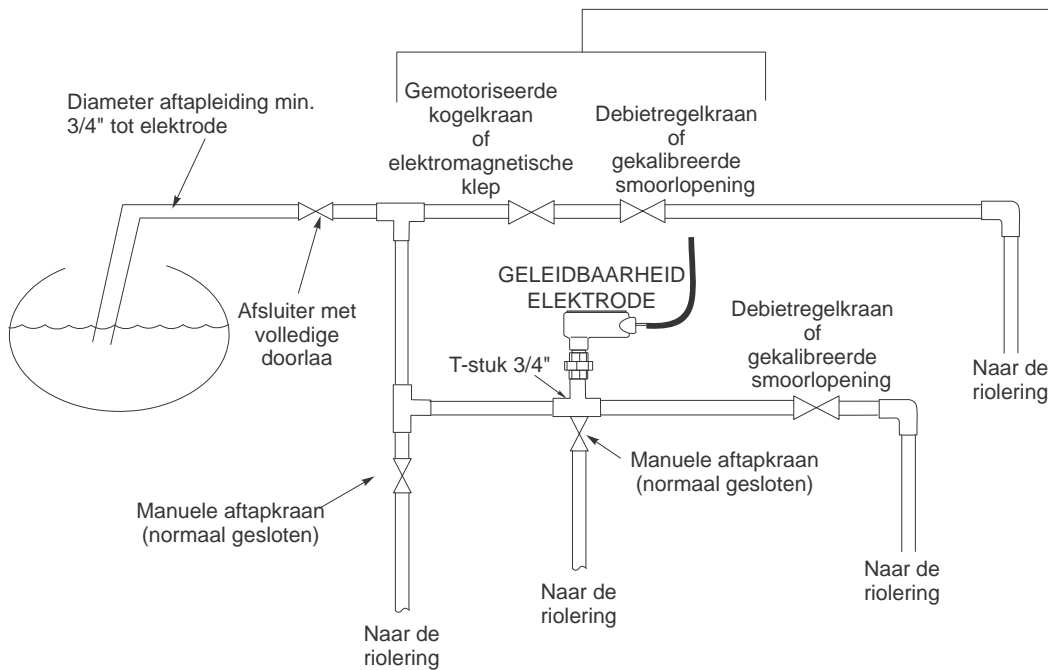 Diameter aftapleiding min.
3/4" tot elektrode
Gemotoriseerde
kogelkraan
of
elektromagnetische
klep
Debietregelkraan
of
gekalibreerde
smoorlopening
Afsluiter met
volledige
doorlaa
GELEIDBAARHEID
ELEKTRODE
T-stuk 3/4"
Debietregelkraan
of
gekalibreerde
smoorlopening
Naar de
riolering
Manuele aftapkraan
(normaal gesloten)
Manuele aftapkraan
(normaal gesloten)
Naar de
riolering
Naar de
riolering
Naar de
riolering